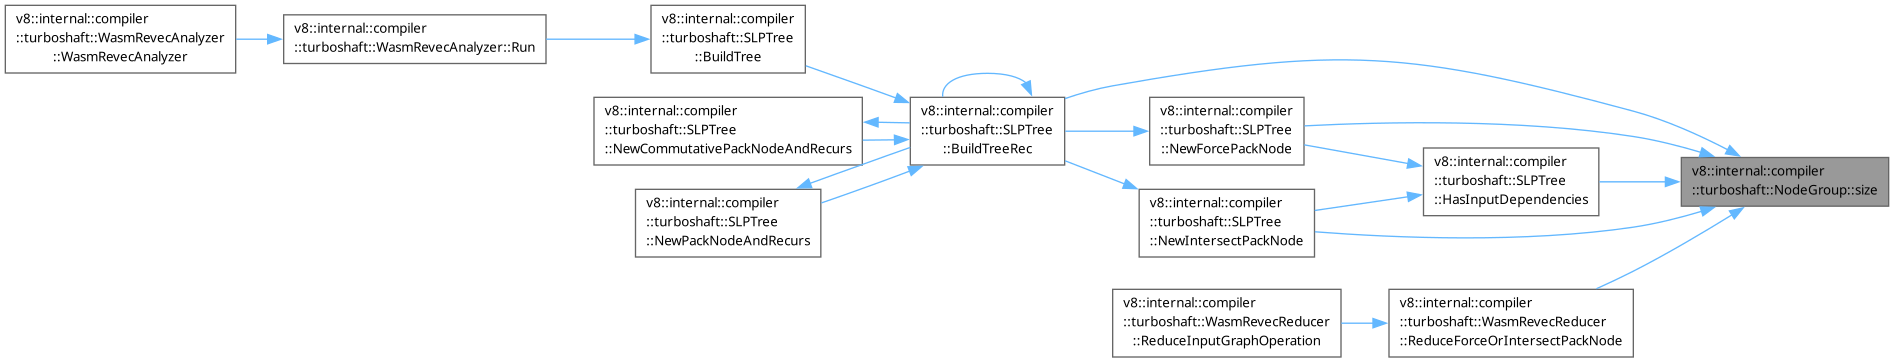 v8::internal::compiler
::turboshaft::WasmRevecAnalyzer
::WasmRevecAnalyzer
v8::internal::compiler
::turboshaft::WasmRevecAnalyzer::Run
v8::internal::compiler
::turboshaft::SLPTree
::BuildTree
v8::internal::compiler
::turboshaft::SLPTree
::NewCommutativePackNodeAndRecurs
v8::internal::compiler
::turboshaft::SLPTree
::NewPackNodeAndRecurs
v8::internal::compiler
::turboshaft::SLPTree
::BuildTreeRec
v8::internal::compiler
::turboshaft::SLPTree
::NewForcePackNode
v8::internal::compiler
::turboshaft::SLPTree
::NewIntersectPackNode
v8::internal::compiler
::turboshaft::SLPTree
::HasInputDependencies
v8::internal::compiler
::turboshaft::NodeGroup::size
v8::internal::compiler
::turboshaft::WasmRevecReducer
::ReduceInputGraphOperation
v8::internal::compiler
::turboshaft::WasmRevecReducer
::ReduceForceOrIntersectPackNode